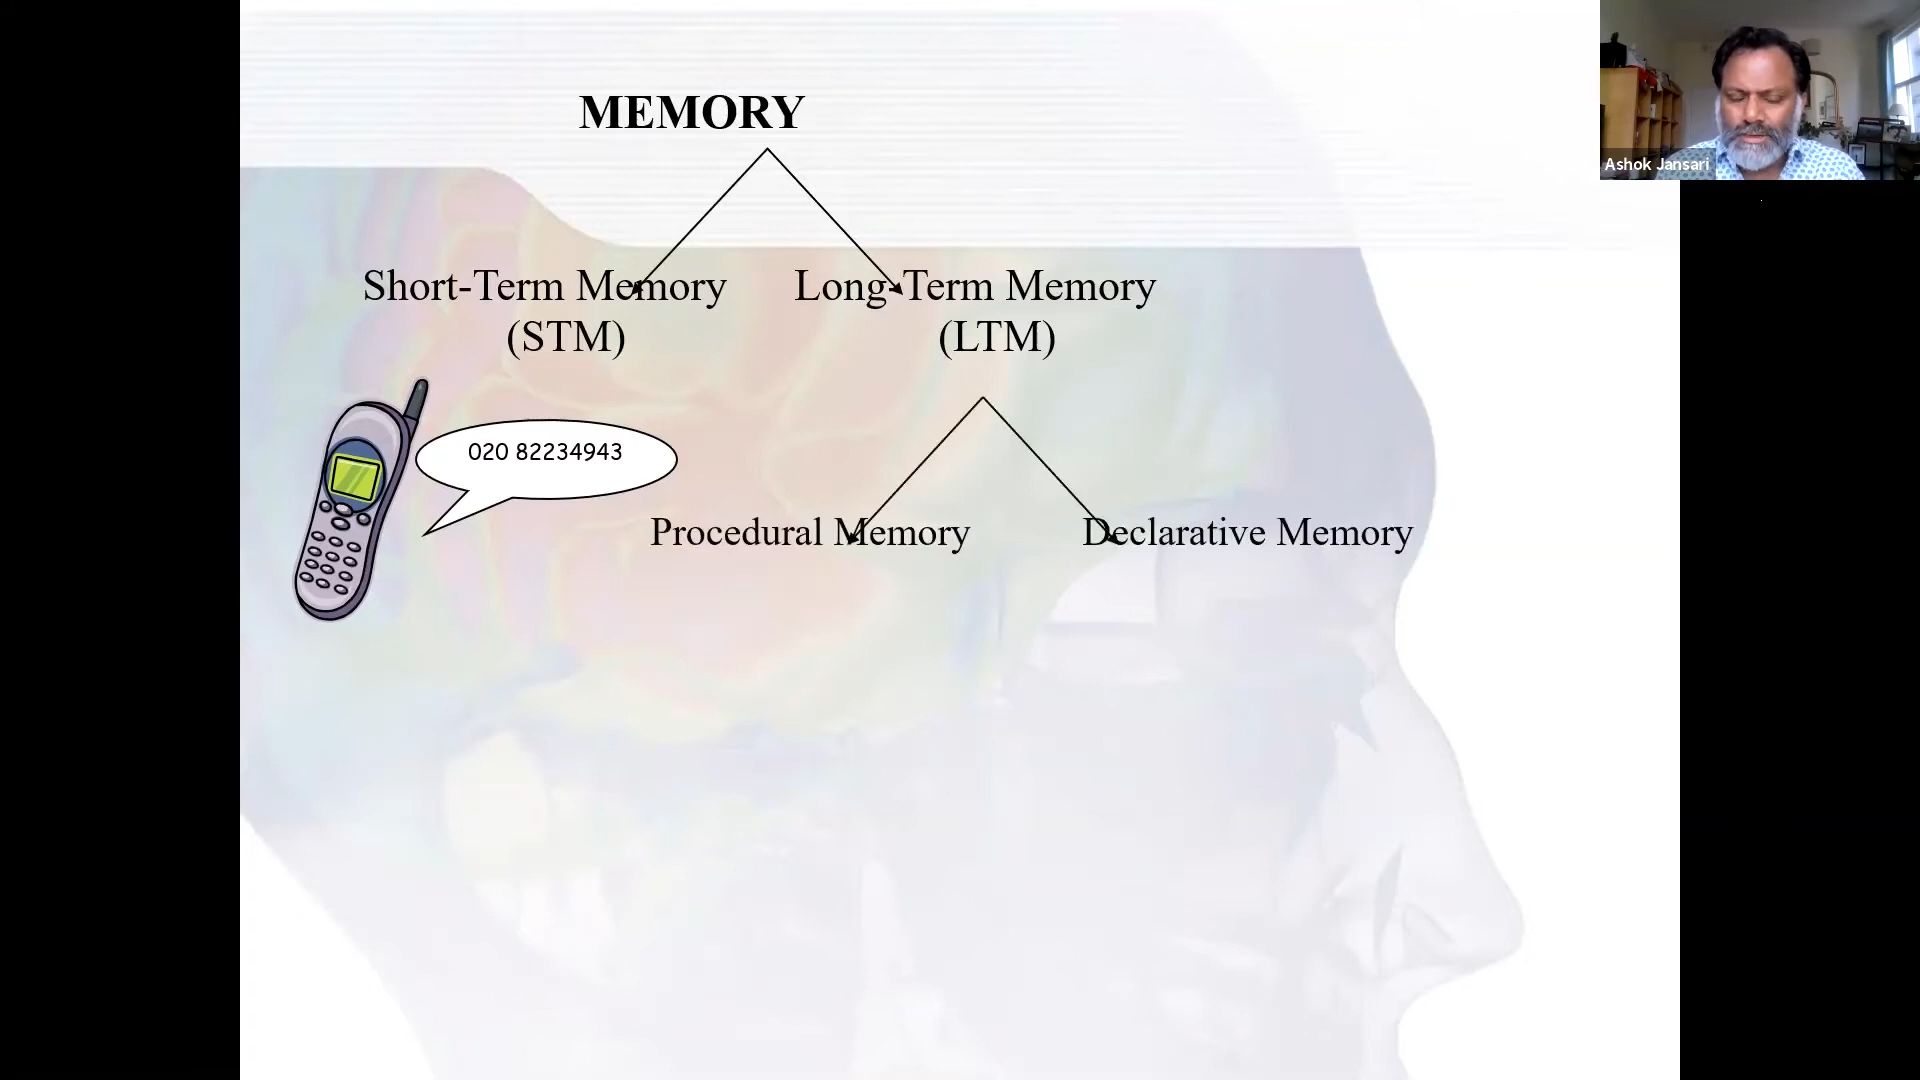 MEMORY
Short-Term Memory
(STM)
Long-Term Memory
(LTM)
020 82234943
Procedural Memory
Declarative Memory
Ashok Jansari